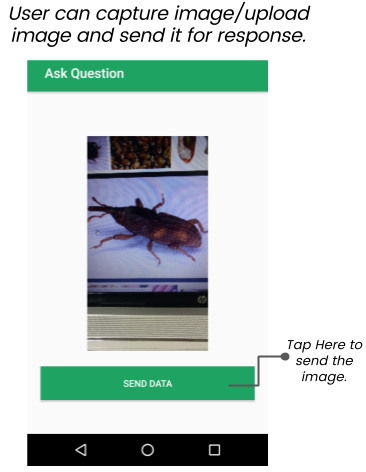 User can capture image/upload
image and send it for response.
Ask Question
hp
SEND DATA
Tap Here to
send the
image.